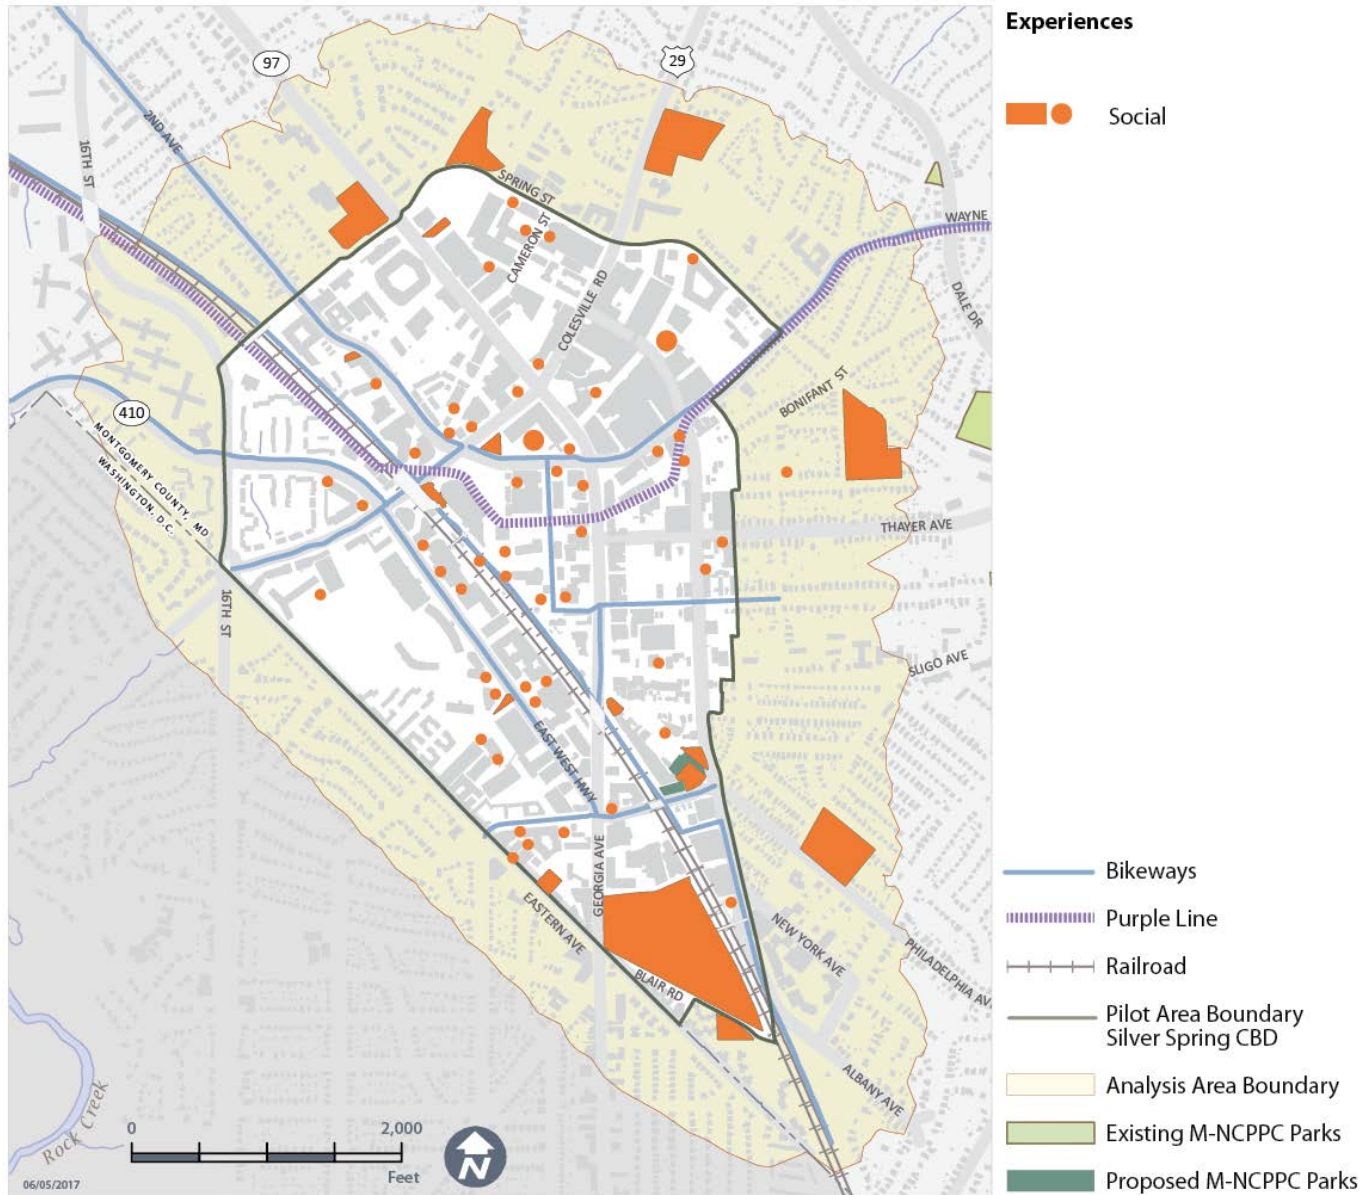 Experiences
Social
97
29
2ND AVE
16TH ST
SPRING ST
CAMERON ST
COLESVILLE RD
WAYNE
DALE DR
BONIFANT ST
410
MONTGOMERY COUNTY, MD
WASHINGTON, D.C.
THAYER AVE
16TH ST
SLIGO AVE
EAST WEST HWY
GEORGIA AVE
EASTERN AVE
BLAIR RD
NEW YORK AVE
PHILADELPHIA AV
ALBANY AVE
Rock Creek
0
2,000
Feet
N
06/05/2017
Bikeways
Purple Line
Railroad
Pilot Area Boundary
Silver Spring CBD
Analysis Area Boundary
Existing M-NCPPC Parks
Proposed M-NCPPC Parks